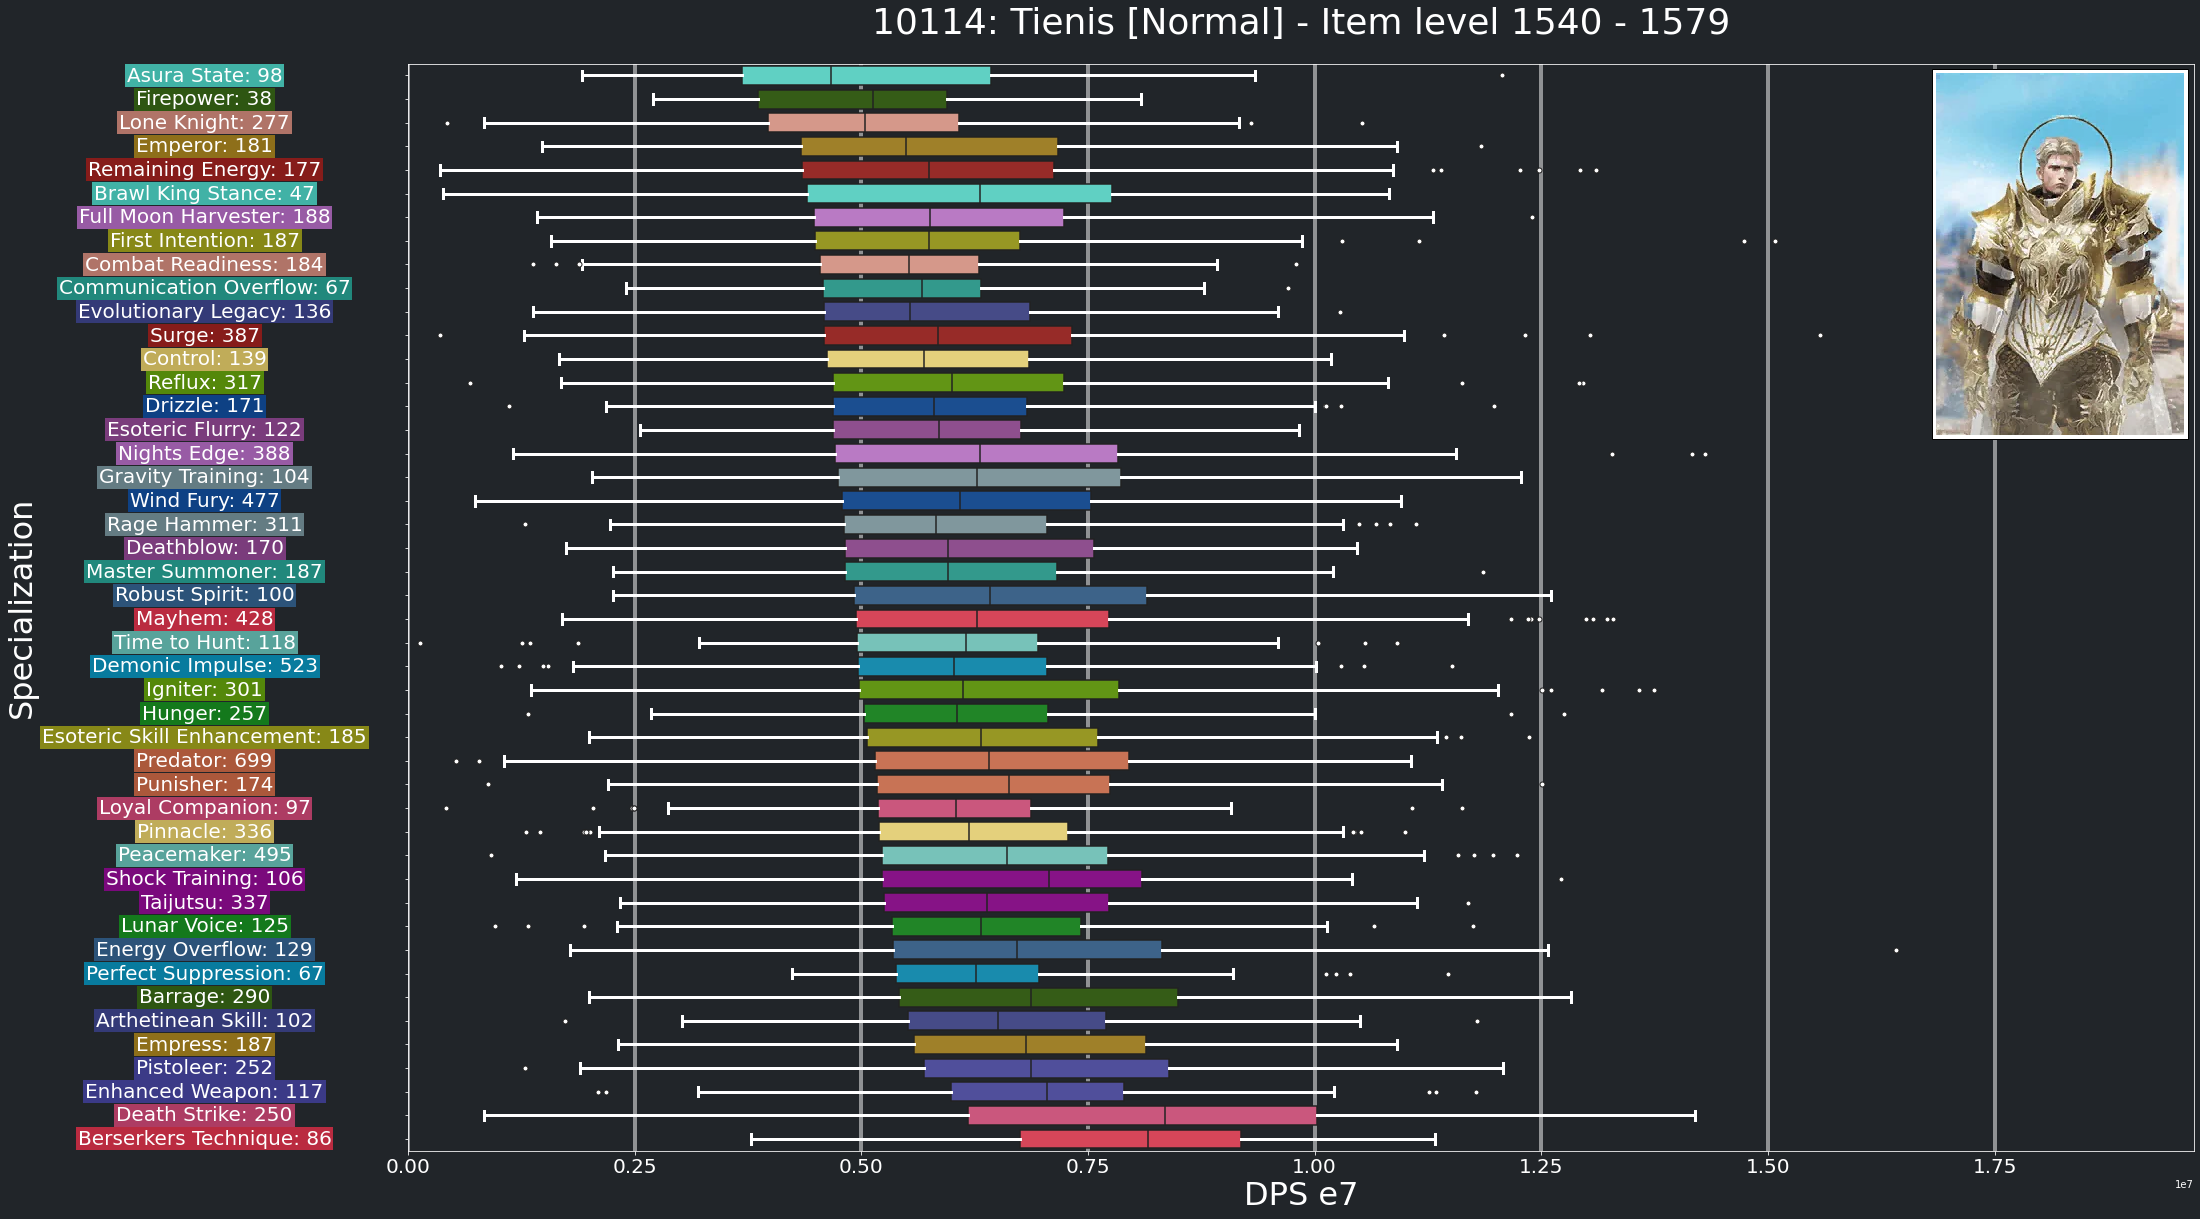 10114: Tienis [Normal] - Item level 1540 - 1579
Asura State: 98
Firepower: 38
Lone Knight: 277
Emperor: 181
Remaining Energy: 177
Brawl King Stance: 47
Full Moon Harvester: 188
First Intention: 187
Combat Readiness: 184
Communication Overflow: 67
Evolutionary Legacy: 136
Surge: 387
Control: 139
Reflux: 317
Drizzle: 171
Esoteric Flurry: 122
Nights Edge: 388
Gravity Training: 104
Wind Fury: 477
Rage Hammer: 311
Deathblow: 170
Master Summoner: 187
Robust Spirit: 100
Mayhem: 428
Time to Hunt: 118
Demonic Impulse: 523
Igniter: 301
Hunger: 257
Esoteric Skill Enhancement: 185
Predator: 699
Punisher: 174
Loyal Companion: 97
Pinnacle: 336
Peacemaker: 495
Shock Training: 106
Taijutsu: 337
Lunar Voice: 125
Energy Overflow: 129
Perfect Suppression: 67
Barrage: 290
Arthetinean Skill: 102
Empress: 187
Pistoleer: 252
Enhanced Weapon: 117
Death Strike: 250
Berserkers Technique: 86
Specialization
0.00 0.25 0.50 0.75 1.00 1.25 1.50 1.75
DPS e7
1e7